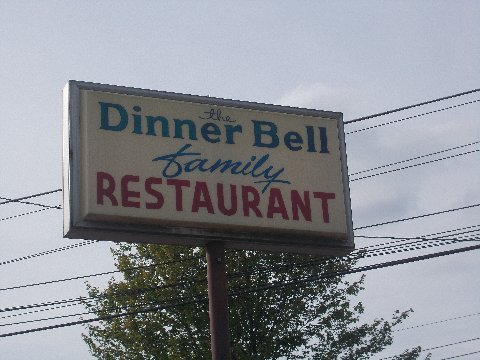 the
Dinner Bell
family
RESTAURANT